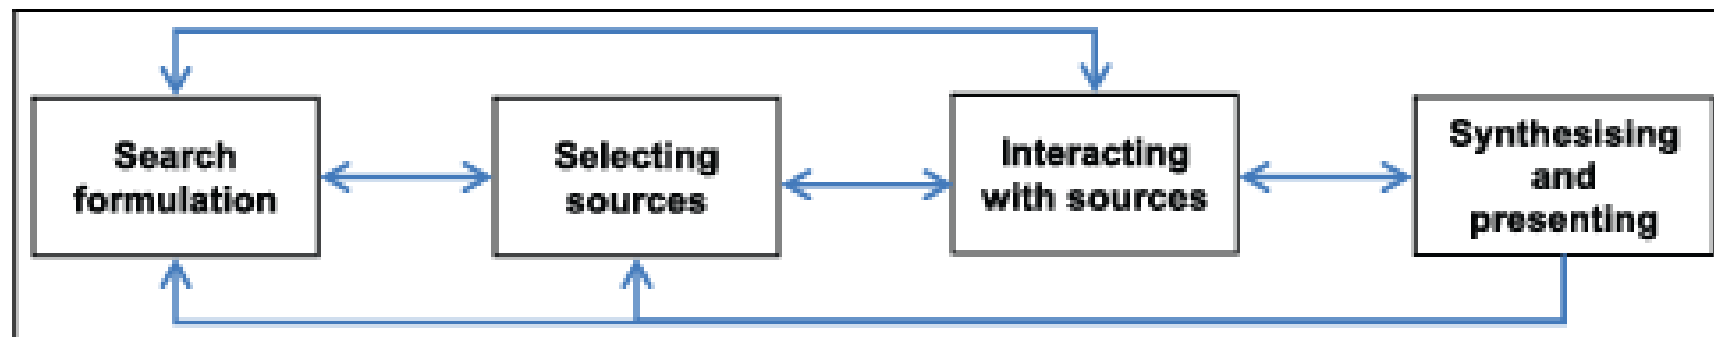 Search
formulation
Selecting
sources
Interacting
with sources
Synthesising
and
presenting